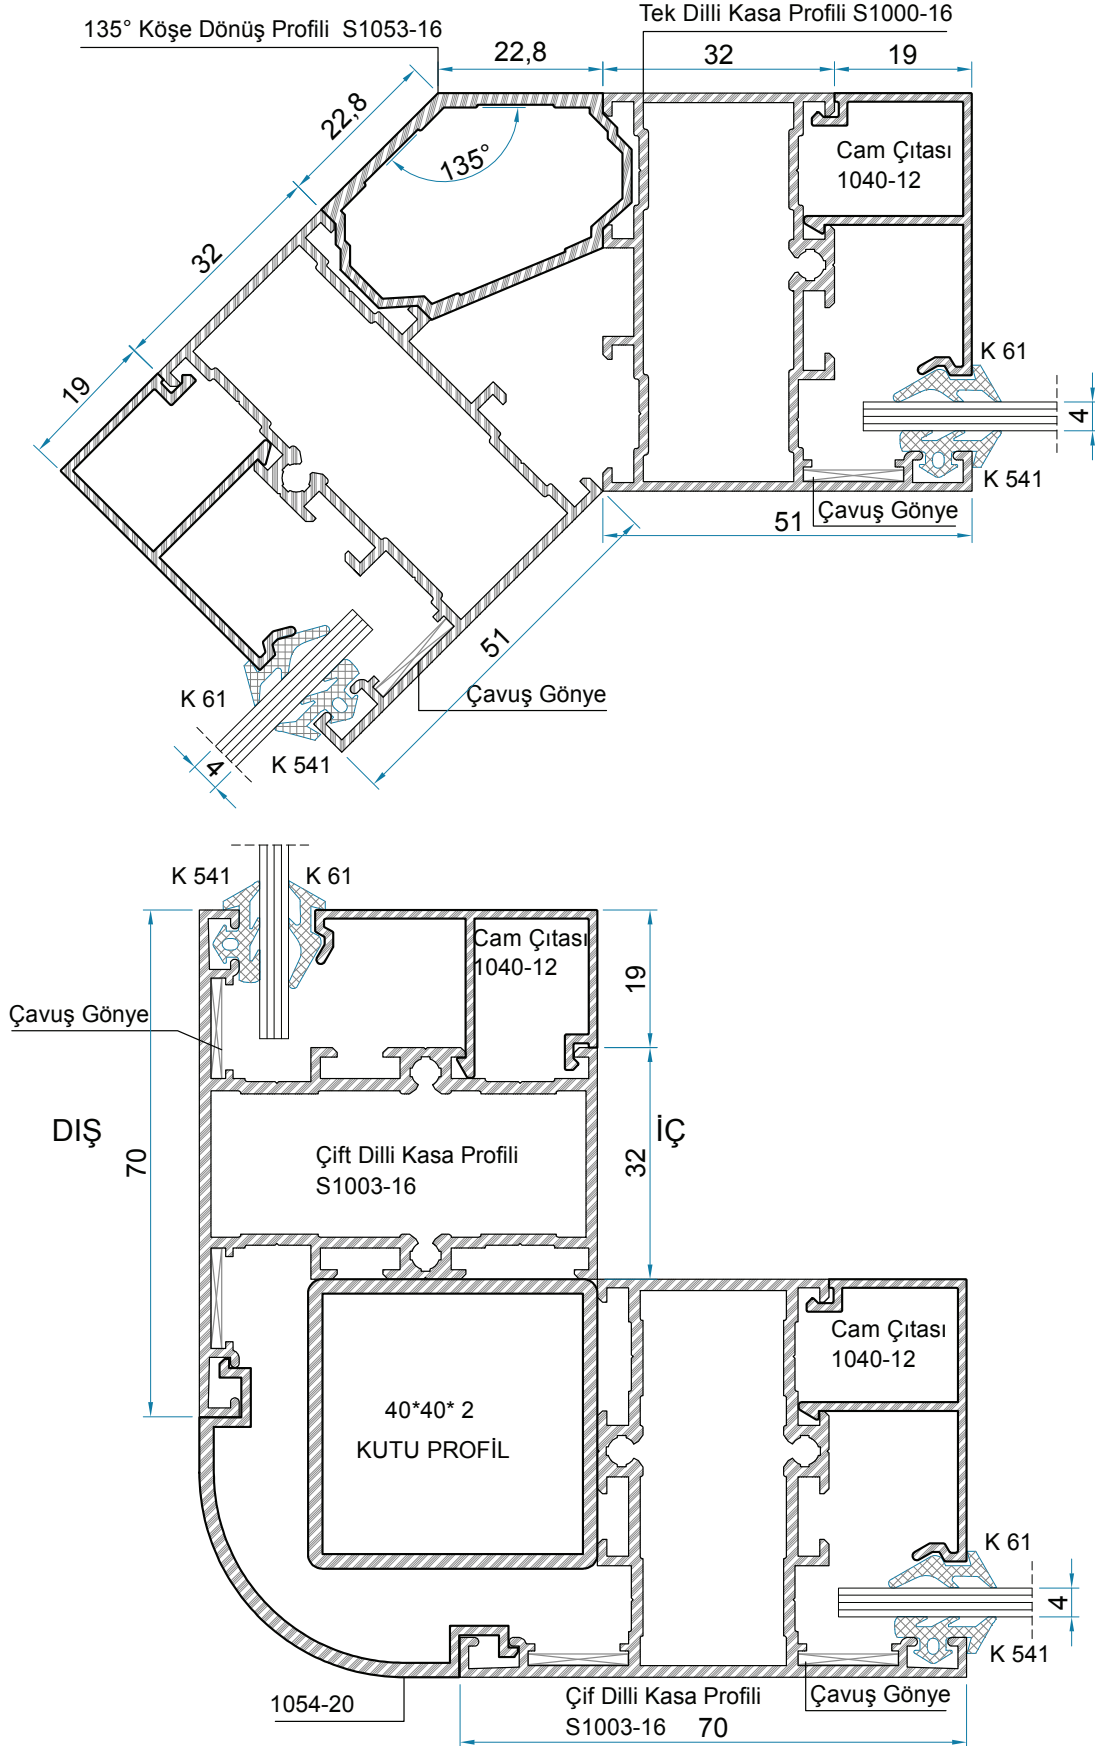 135° Köşe Dönüş Profili  S1053-16
Tek Dilli Kasa Profili S1000-16
22,8
32
19
22,8
135°
Cam Çıtası
1040-12
32
19
K 61
4
K 541
Çavuş Gönye
51
51
Çavuş Gönye
K 61
K 541
4
K 541
K 61
Cam Çıtası
1040-12
19
Çavuş Gönye
DIŞ
İÇ
70
Çift Dilli Kasa Profili
S1003-16
32
Cam Çıtası
1040-12
40*40* 2
KUTU PROFİL
K 61
4
K 541
1054-20
Çif Dilli Kasa Profili
S1003-16
70
Çavuş Gönye